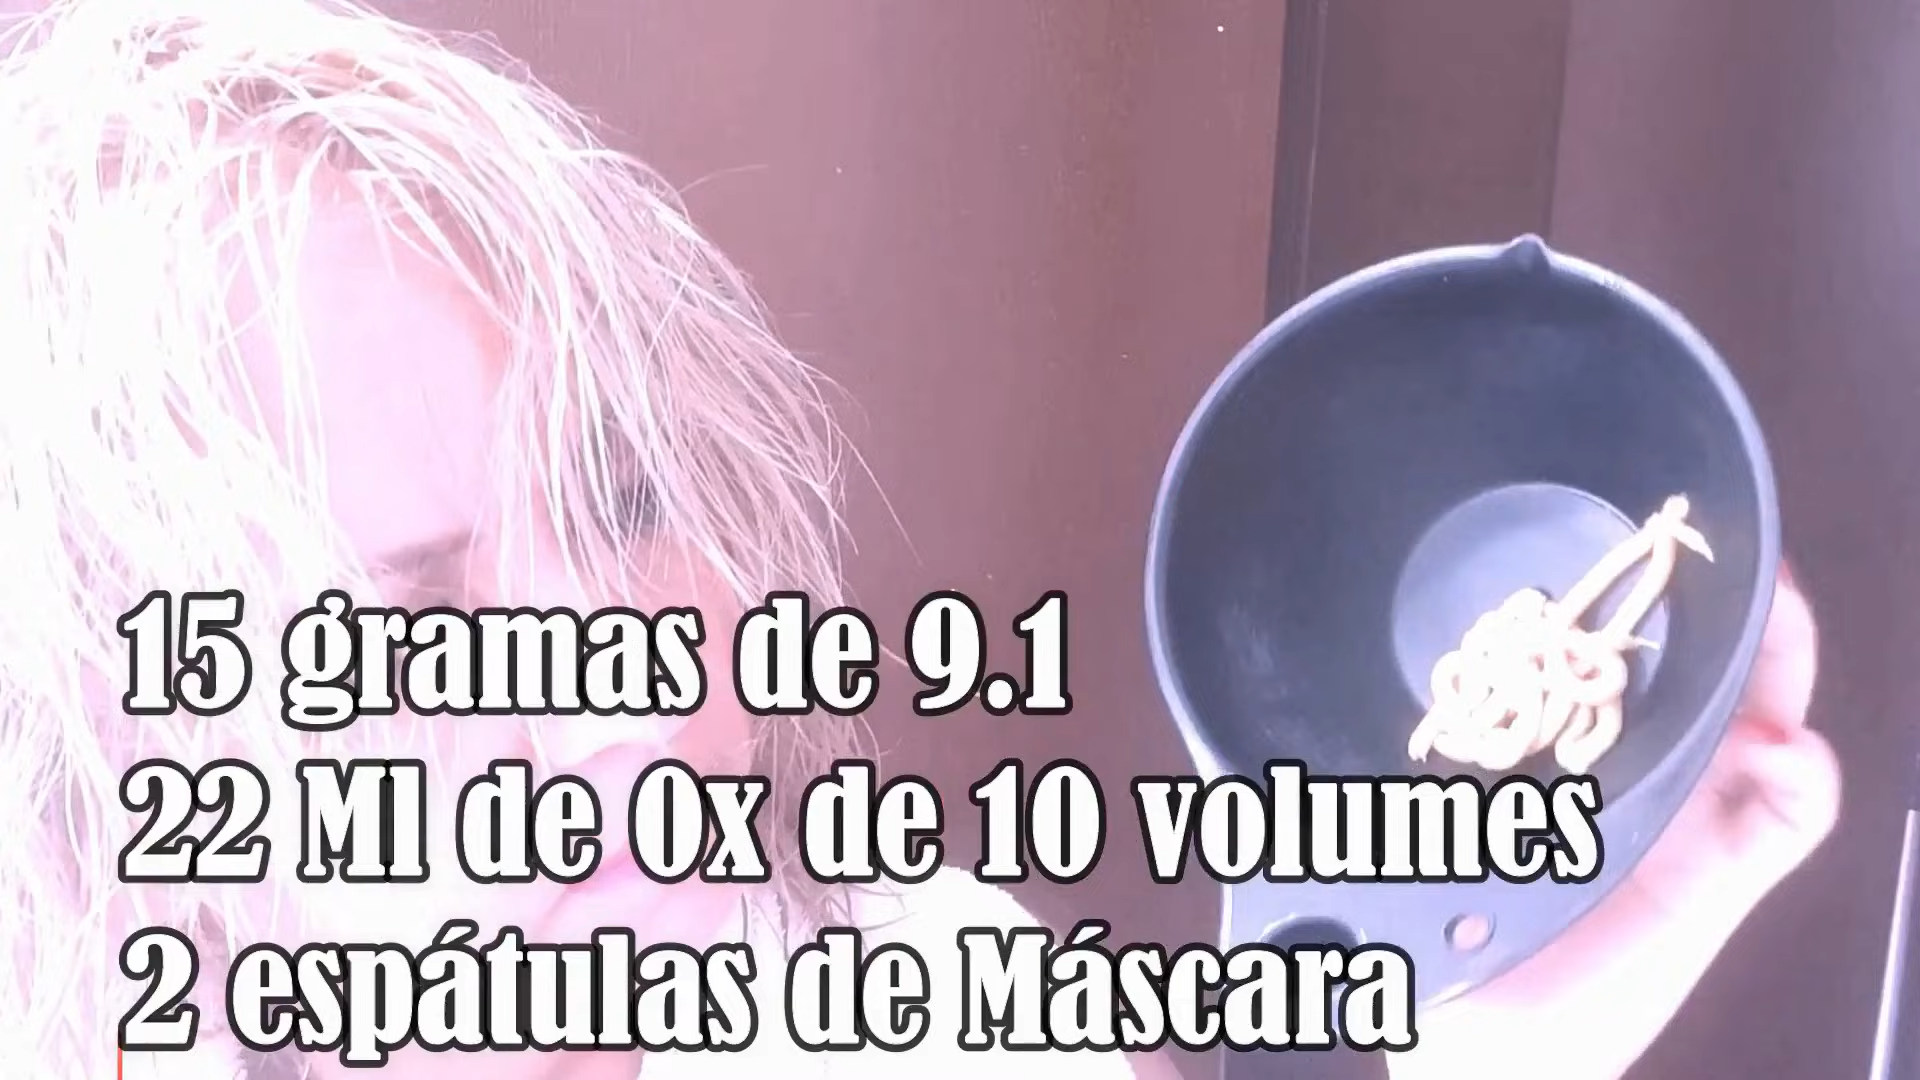 15 gramas de 9.1
22 Ml de Ox de 10 volumes
2 espátulas de Máscara